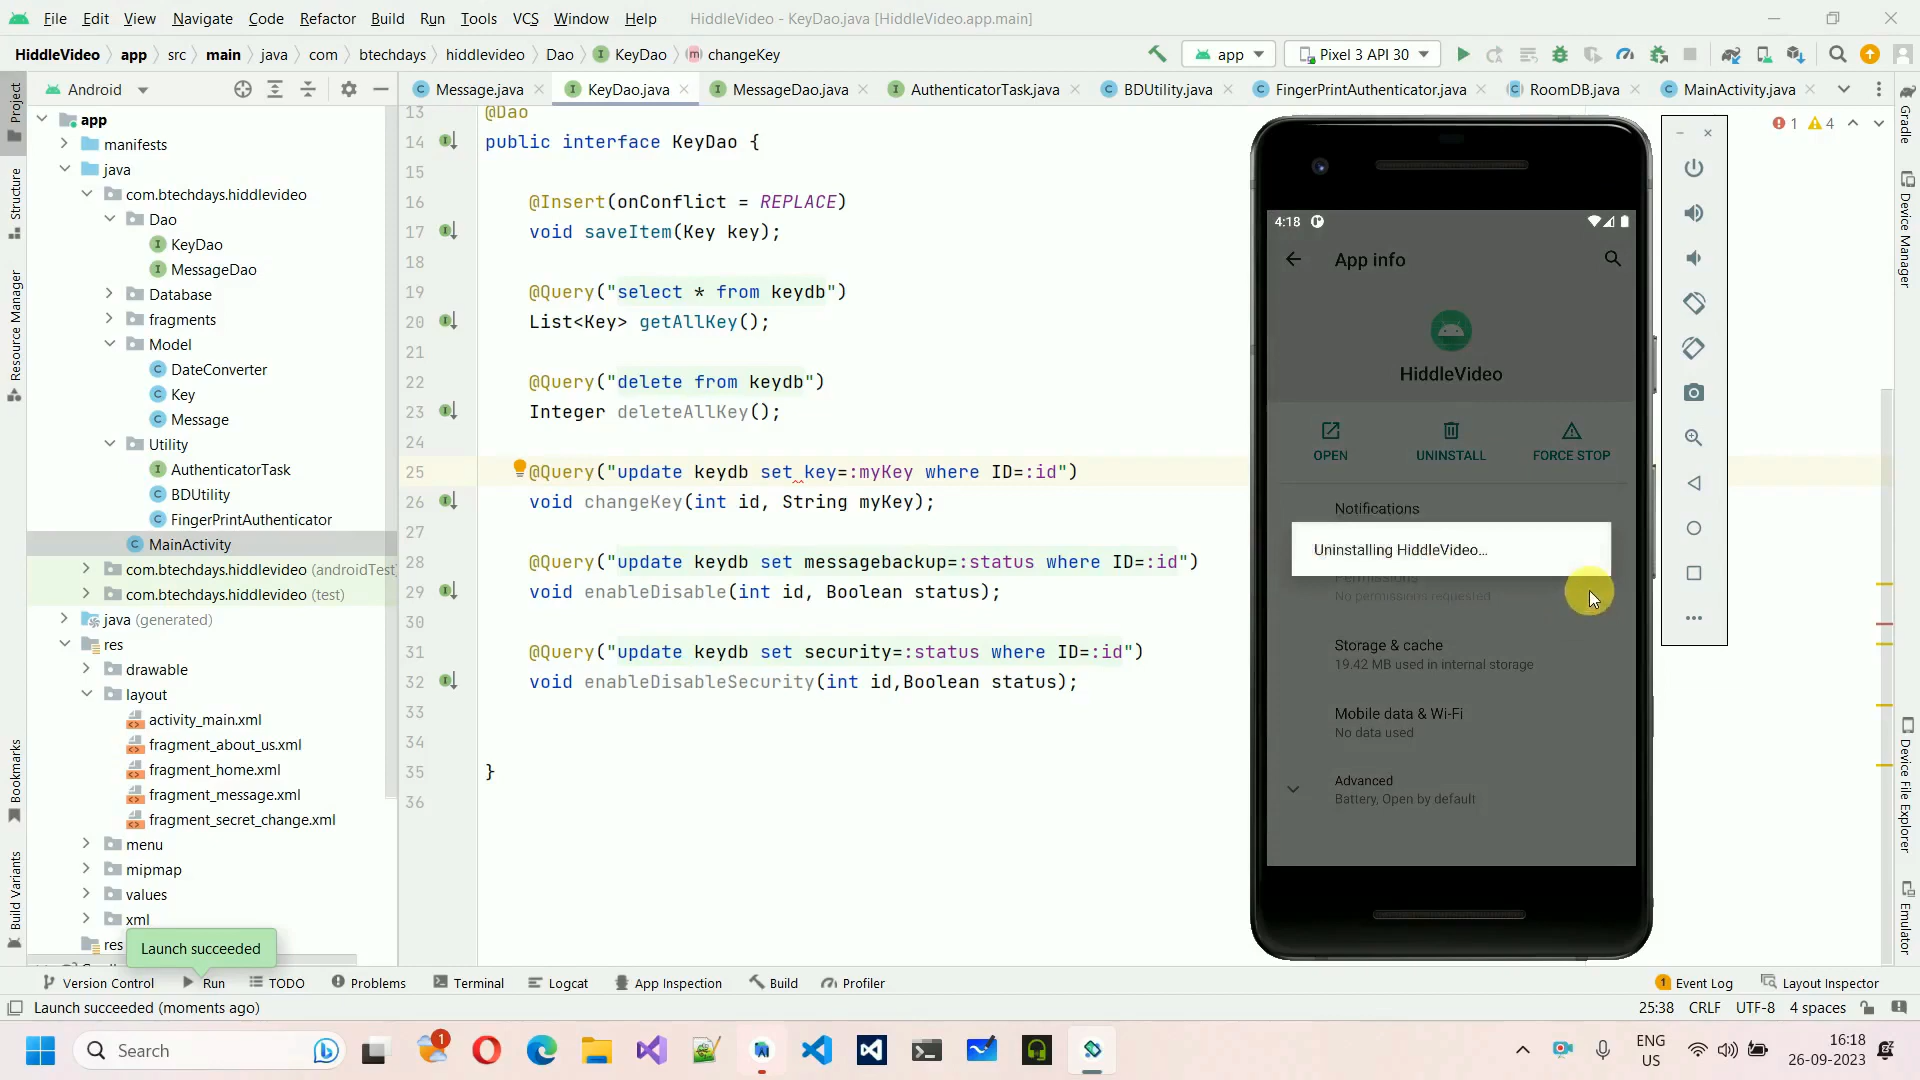 File Edit View Navigate Code Refactor Build Run Tools VCS Window Help HiddleVideo - KeyDao.java [HiddleVideo.app.main]
HiddleVideo app src main java com btechdays hiddlevideo Dao KeyDao changeKey app Pixel 3 API 30
Android
Message.java KeyDao.java MessageDao.java AuthenticatorTask.java BDUtility.java FingerPrintAuthenticator.java RoomDB.java MainActivity.java
Project
Structure
Resource Manager
Bookmarks
Build Variants
app
manifests
java
com.btechdays.hiddlevideo
Dao
KeyDao
MessageDao
Database
fragments
Model
DateConverter
Key
Message
Utility
AuthenticatorTask
BDUtility
FingerPrintAuthenticator
MainActivity
com.btechdays.hiddlevideo (androidTest
com.btechdays.hiddlevideo (test)
java (generated)
res
drawable
layout
activity_main.xml
fragment_about_us.xml
fragment_home.xml
fragment_message.xml
fragment_secret_change.xml
menu
mipmap
values
xml
res
Launch succeeded
13 @Dao
14 public interface KeyDao {
15
16 @Insert(onConflict = REPLACE)
17 void saveItem(Key key);
18
19 @Query("select * from keydb")
20 List<Key> getAllKey();
21
22 @Query("delete from keydb")
23 Integer deleteAllKey();
24
25 @Query("update keydb set key=:myKey where ID=:id")
26 void changeKey(int id, String myKey);
27
28 @Query("update keydb set messagebackup=:status where ID=:id")
29 void enableDisable(int id, Boolean status);
30
31 @Query("update keydb set security=:status where ID=:id")
32 void enableDisableSecurity(int id,Boolean status);
33
34
35 }
36
1 4
4:18
App info
HiddleVideo
OPEN UNINSTALL FORCE STOP
Notifications
Uninstalling HiddleVideo...
Permissions
No permissions requested
Storage & cache
19.42 MB used in internal storage
Mobile data & Wi-Fi
No data used
Advanced
Battery, Open by default
Gradle
Device Manager
Device File Explorer
Emulator
Version Control Run TODO Problems Terminal Logcat App Inspection Build Profiler 1 Event Log Layout Inspector
Launch succeeded (moments ago) 25:38 CRLF UTF-8 4 spaces
Search 1 ENG US 16:18 26-09-2023